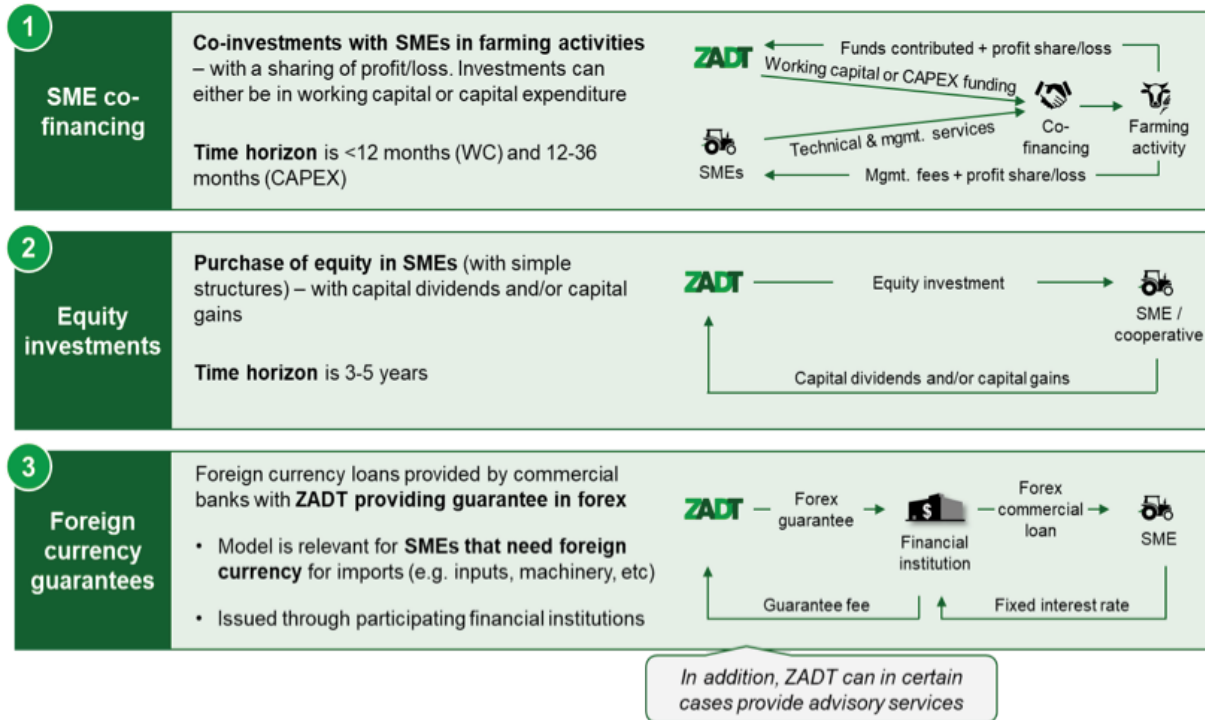 1
SME co-
financing
Co-investments with SMEs in farming activities
– with a sharing of profit/loss. Investments can
either be in working capital or capital expenditure
Time horizon is <12 months (WC) and 12-36
months (CAPEX)
ZADT
Funds contributed + profit share/loss
Working capital or CAPEX funding
Technical & mgmt. services
SMEs
Co-
financing
Farming
activity
Mgmt. fees + profit share/loss
2
Equity
investments
Purchase of equity in SMEs (with simple
structures) – with capital dividends and/or capital
gains
Time horizon is 3-5 years
ZADT
Equity investment
SME /
cooperative
Capital dividends and/or capital gains
3
Foreign
currency
guarantees
Foreign currency loans provided by commercial
banks with ZADT providing guarantee in forex
• Model is relevant for SMEs that need foreign
currency for imports (e.g. inputs, machinery, etc)
• Issued through participating financial institutions
ZADT
Forex
guarantee
$
Financial
institution
Forex
commercial
loan
SME
Guarantee fee
Fixed interest rate
In addition, ZADT can in certain
cases provide advisory services